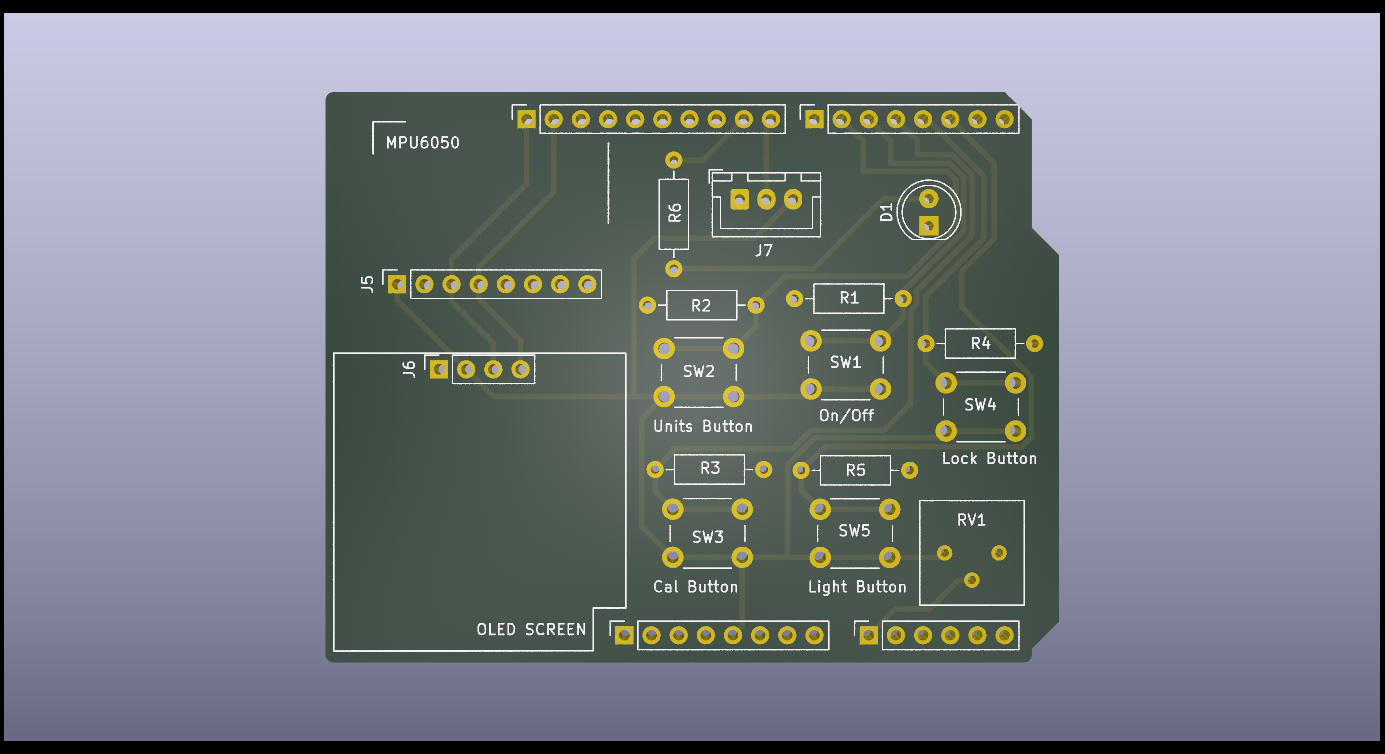 MPU6050
R6
D1
J7
J5
R2
R1
R4
J6
SW2
SW1
SW4
On/Off
Units Button
Lock Button
R3
R5
RV1
SW3
SW5
Cal Button
Light Button
OLED SCREEN